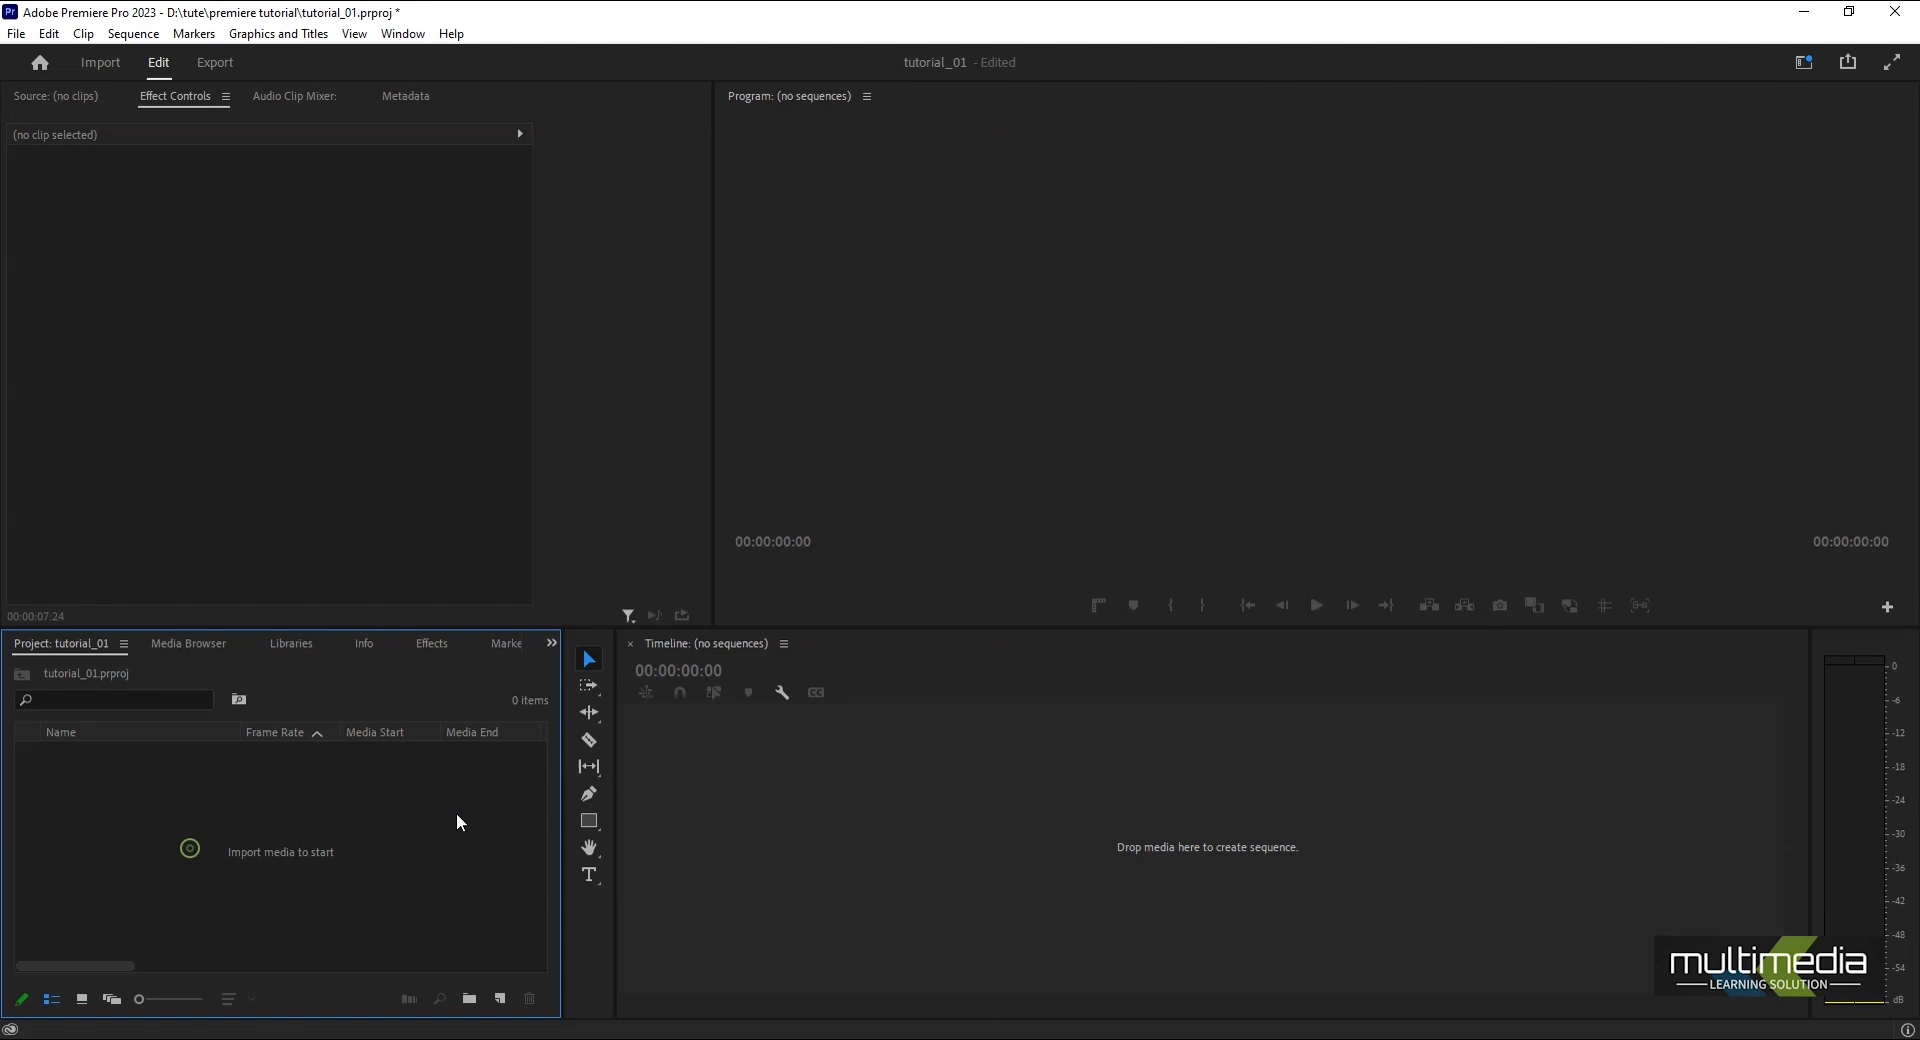 Pr Adobe Premiere Pro 2023 - D:\tute\premiere tutorial\tutorial_01.prproj *
File Edit Clip Sequence Markers Graphics and Titles View Window Help
Import Edit Export tutorial_01 - Edited
Source: (no clips) Effect Controls Audio Clip Mixer: Metadata Program: (no sequences)
(no clip selected)
00:00:00:00 00:00:00:00
00:00:07:24
Project: tutorial_01 Media Browser Libraries Info Effects Marke
Timeline: (no sequences)
00:00:00:00
tutorial_01.prproj
0 items
Name Frame Rate Media Start Media End
Import media to start
Drop media here to create sequence.
0
-6
-12
-18
-24
-30
-36
-42
-48
-54
dB
multimedia
LEARNING SOLUTION